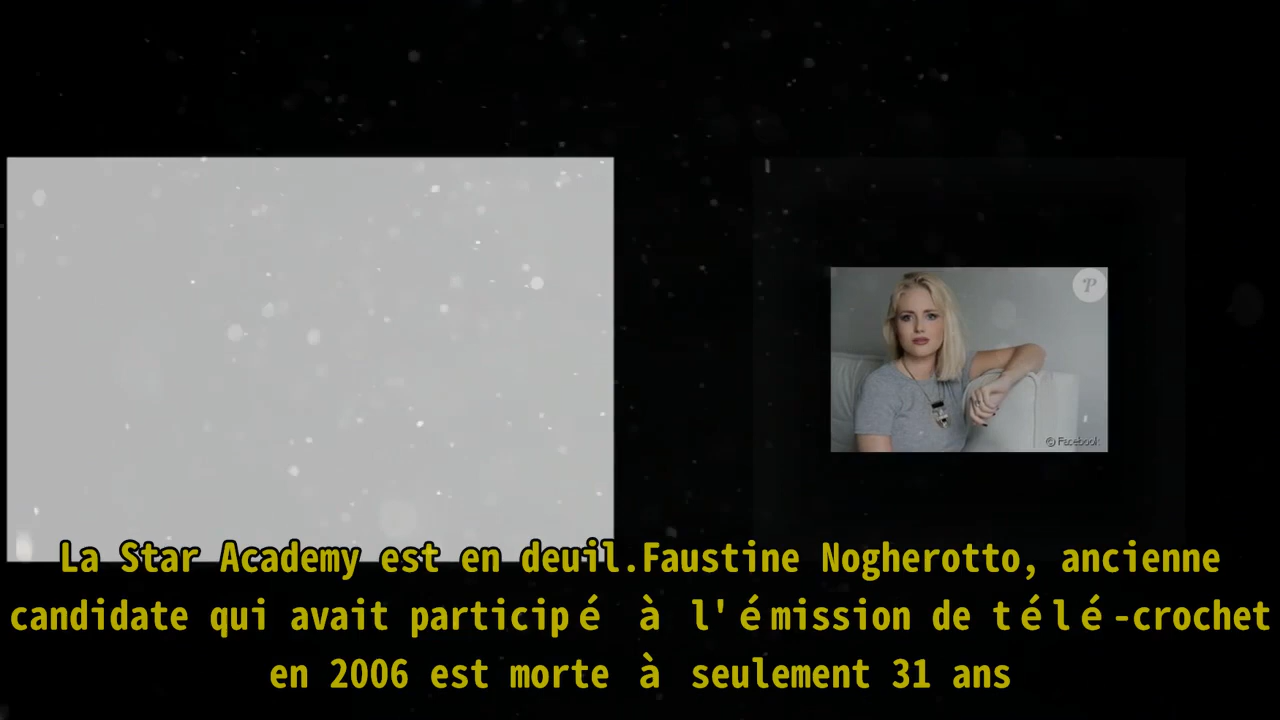 P
© Facebook
La Star Academy est en deuil.Faustine Nogherotto, ancienne
candidate qui avait participé à l'émission de télé-crochet
en 2006 est morte à seulement 31 ans